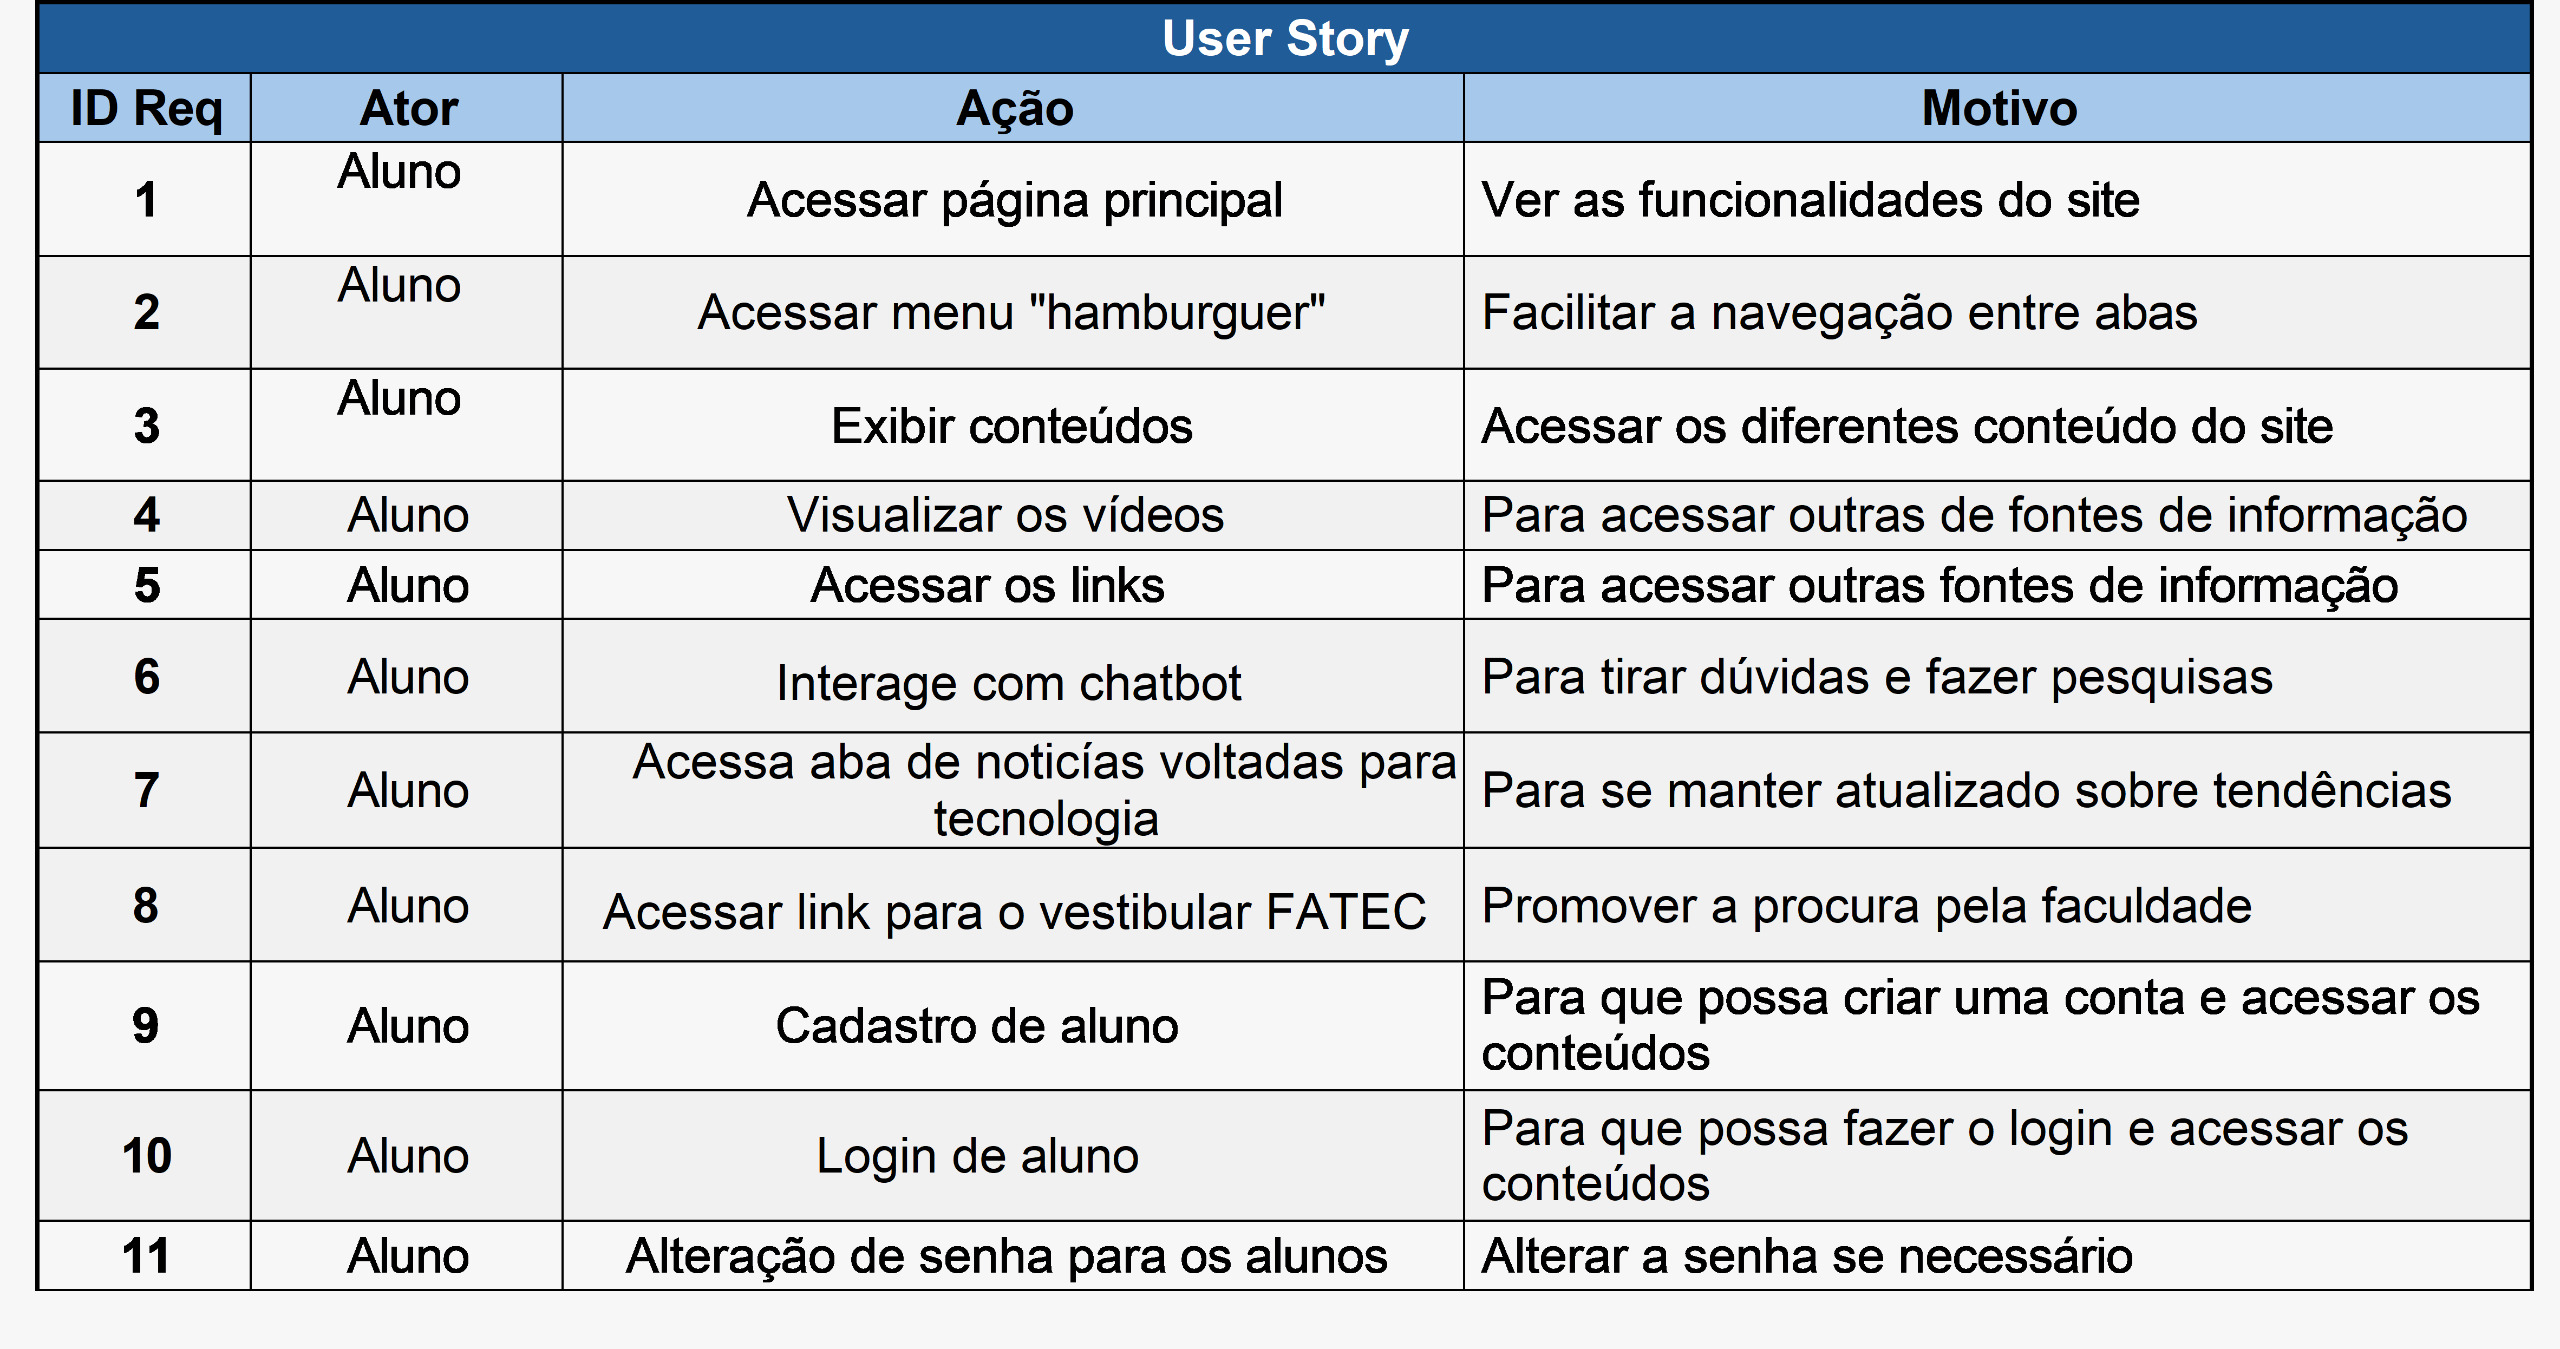 User Story
ID Req Ator Ação Motivo
1 Aluno Acessar página principal Ver as funcionalidades do site
2 Aluno Acessar menu "hamburguer" Facilitar a navegação entre abas
3 Aluno Exibir conteúdos Acessar os diferentes conteúdo do site
4 Aluno Visualizar os vídeos Para acessar outras de fontes de informação
5 Aluno Acessar os links Para acessar outras fontes de informação
6 Aluno Interage com chatbot Para tirar dúvidas e fazer pesquisas
7 Aluno Acessa aba de noticías voltadas para
tecnologia Para se manter atualizado sobre tendências
8 Aluno Acessar link para o vestibular FATEC Promover a procura pela faculdade
9 Aluno Cadastro de aluno Para que possa criar uma conta e acessar os
conteúdos
10 Aluno Login de aluno Para que possa fazer o login e acessar os
conteúdos
11 Aluno Alteração de senha para os alunos Alterar a senha se necessário